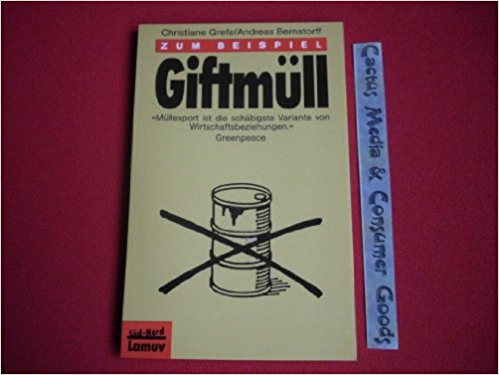 Christiane Grefe/Andreas Bernstorff
ZUM BEISPIEL
Giftmüll
»Müllexport ist die schäbigste Variante von
Wirtschaftsbeziehungen.«
Greenpeace
Süd-Nord
Lamuv
Cactus Media & Consumer Goods